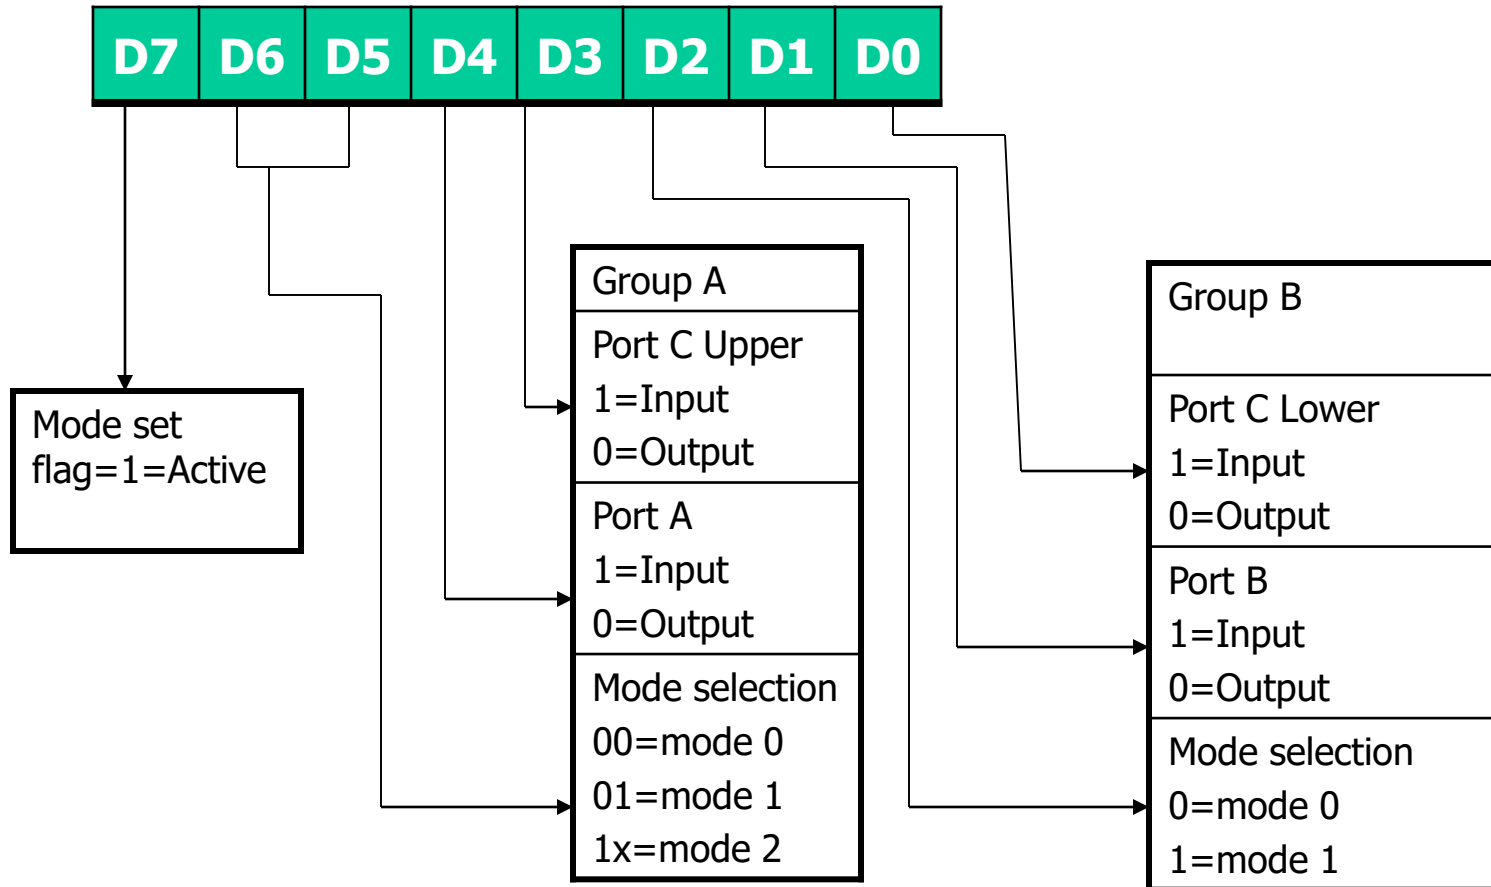 D7 D6 D5 D4 D3 D2 D1 D0
Mode set
flag=1=Active
Group A
Port C Upper
1=Input
0=Output
Port A
1=Input
0=Output
Mode selection
00=mode 0
01=mode 1
1x=mode 2
Group B
Port C Lower
1=Input
0=Output
Port B
1=Input
0=Output
Mode selection
0=mode 0
1=mode 1